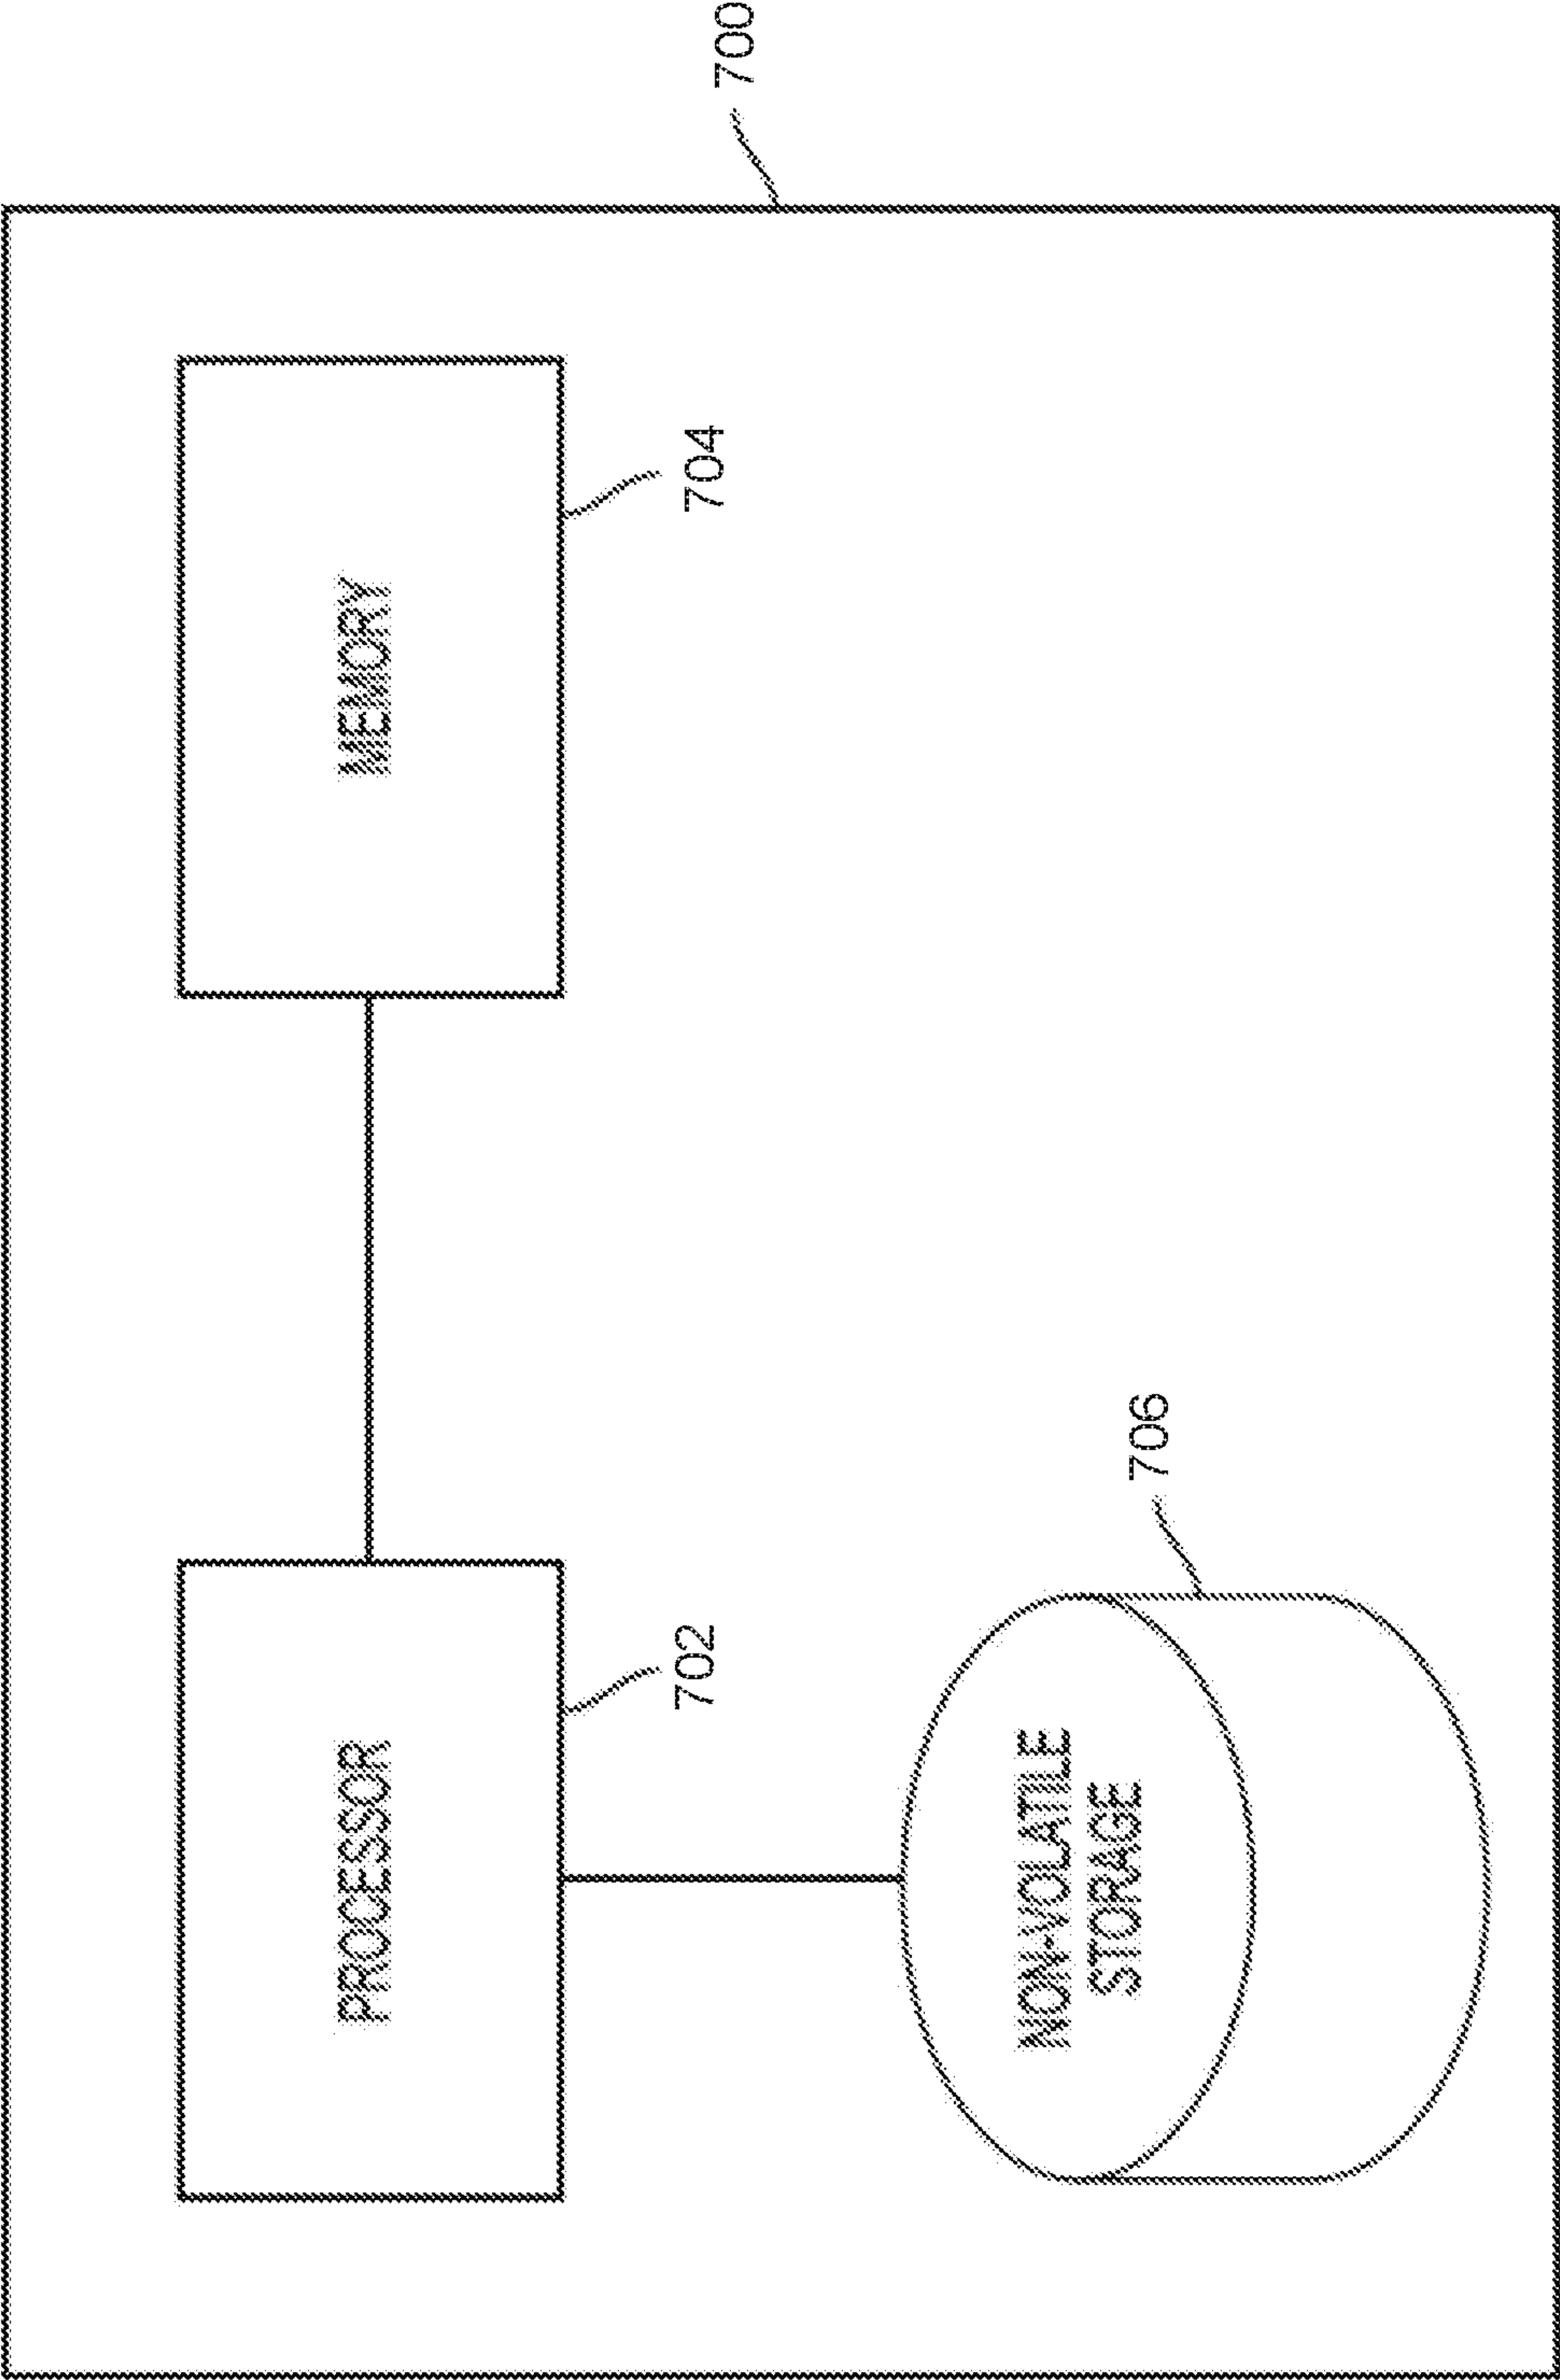 PROCESSOR
702
MEMORY
704
NON-VOLATILE
STORAGE
706
700